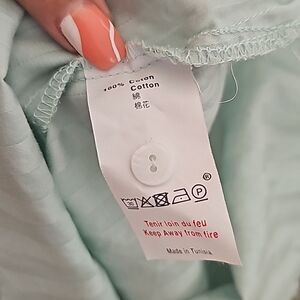 100% Coton
Cotton
綿
棉花
Tenir loin du feu
Keep Away from fire
Made in Tunisia